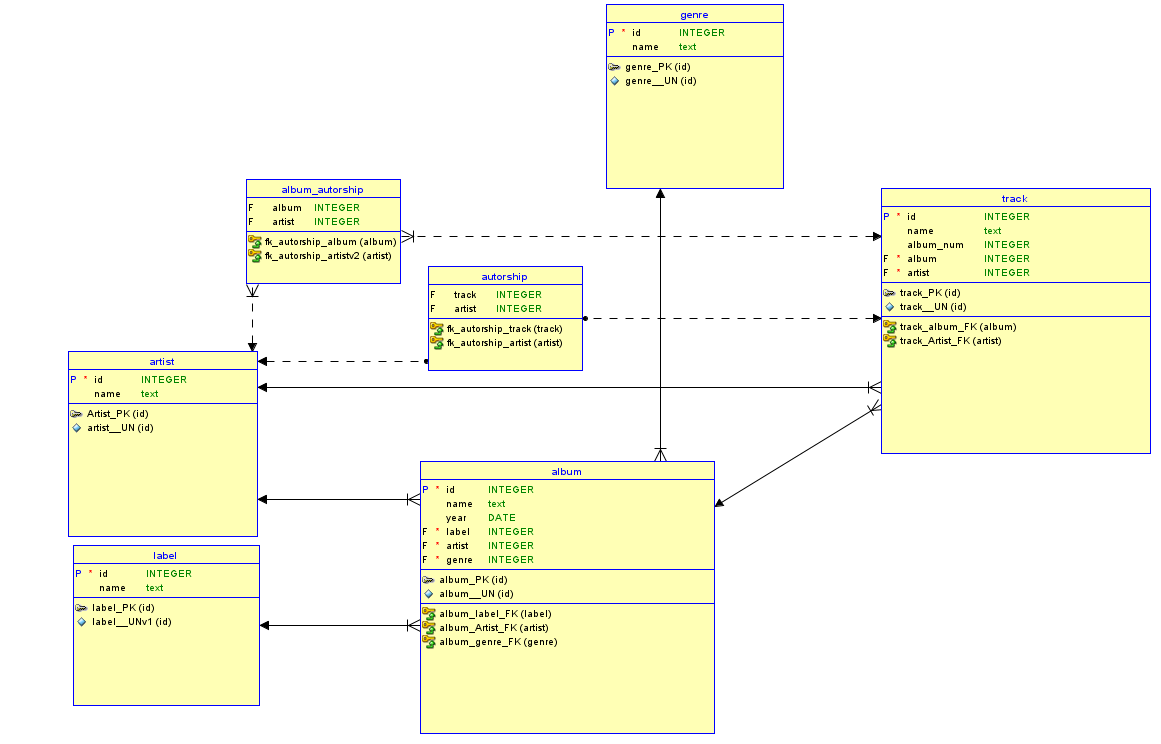 genre
P * id INTEGER
name text
genre_PK (id)
genre__UN (id)
album_autorship
F album INTEGER
F artist INTEGER
fk_autorship_album (album)
fk_autorship_artistv2 (artist)
track
P * id INTEGER
name text
album_num INTEGER
F * album INTEGER
F * artist INTEGER
track_PK (id)
track__UN (id)
track_album_FK (album)
track_Artist_FK (artist)
autorship
F track INTEGER
F artist INTEGER
fk_autorship_track (track)
fk_autorship_artist (artist)
artist
P * id INTEGER
name text
Artist_PK (id)
artist__UN (id)
album
P * id INTEGER
name text
year DATE
F * label INTEGER
F * artist INTEGER
F * genre INTEGER
album_PK (id)
album__UN (id)
album_label_FK (label)
album_Artist_FK (artist)
album_genre_FK (genre)
label
P * id INTEGER
name text
label_PK (id)
label__UNv1 (id)